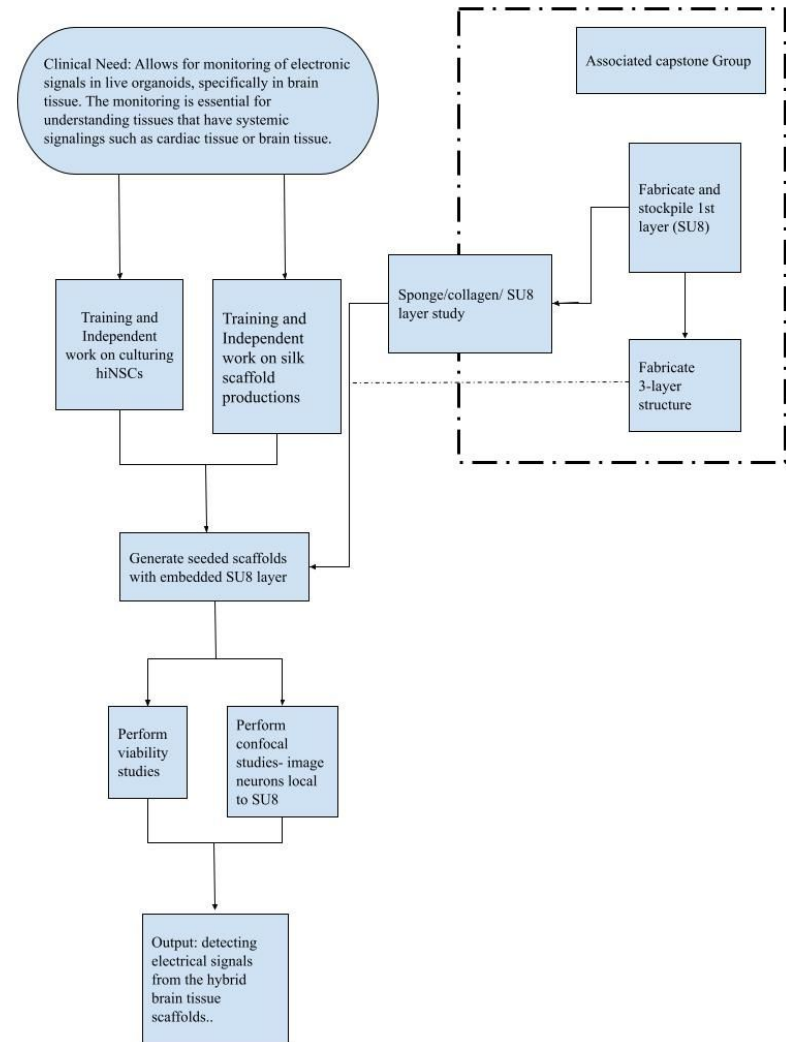 Clinical Need: Allows for monitoring of electronic
signals in live organoids, specifically in brain
tissue. The monitoring is essential for
understanding tissues that have systemic
signalings such as cardiac tissue or brain tissue.
Associated capstone Group
Fabricate and
stockpile 1st
layer (SU8)
Sponge/collagen/ SU8
layer study
Training and
Independent
work on culturing
hiNSCs
Training and
Independent
work on silk
scaffold
productions
Fabricate
3-layer
structure
Generate seeded scaffolds
with embedded SU8 layer
Perform
viability
studies
Perform
confocal
studies- image
neurons local
to SU8
Output: detecting
electrical signals
from the hybrid
brain tissue
scaffolds..